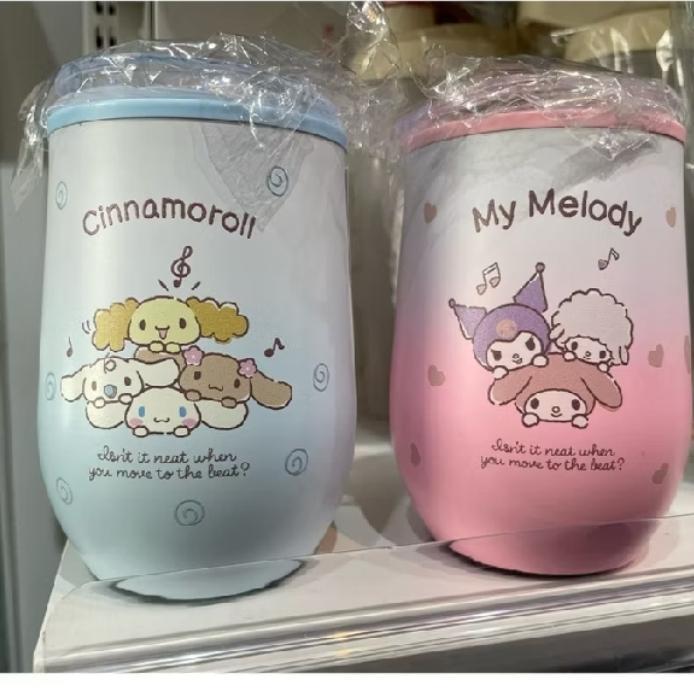 Cinnamoroll
Isn't it neat when
you move to the beat?
My Melody
Isn't it neat when
you move to the beat?